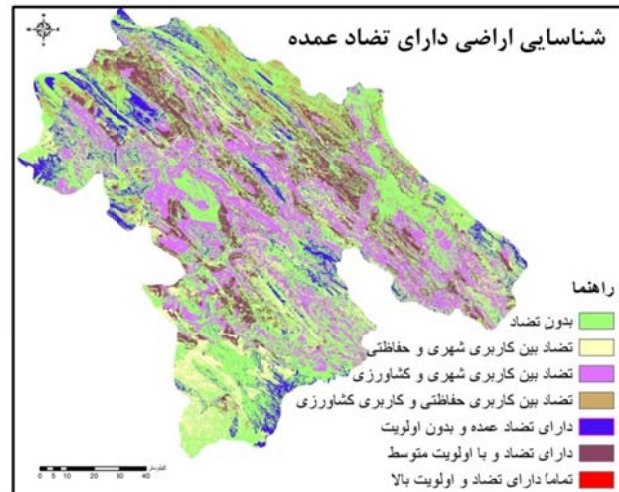 شناسایی اراضی دارای تضاد عمده
راهنما
بدون تضاد
تضاد بین کاربری شهری و حفاظتی
تضاد بین کاربری شهری و کشاورزی
تضاد بین کاربری حفاظتی و کاربری کشاورزی
دارای تضاد عمده و بدون اولویت
دارای تضاد و با اولویت متوسط
تماما دارای تضاد و اولویت بالا
0 5 10 20 30 40
کیلومتر